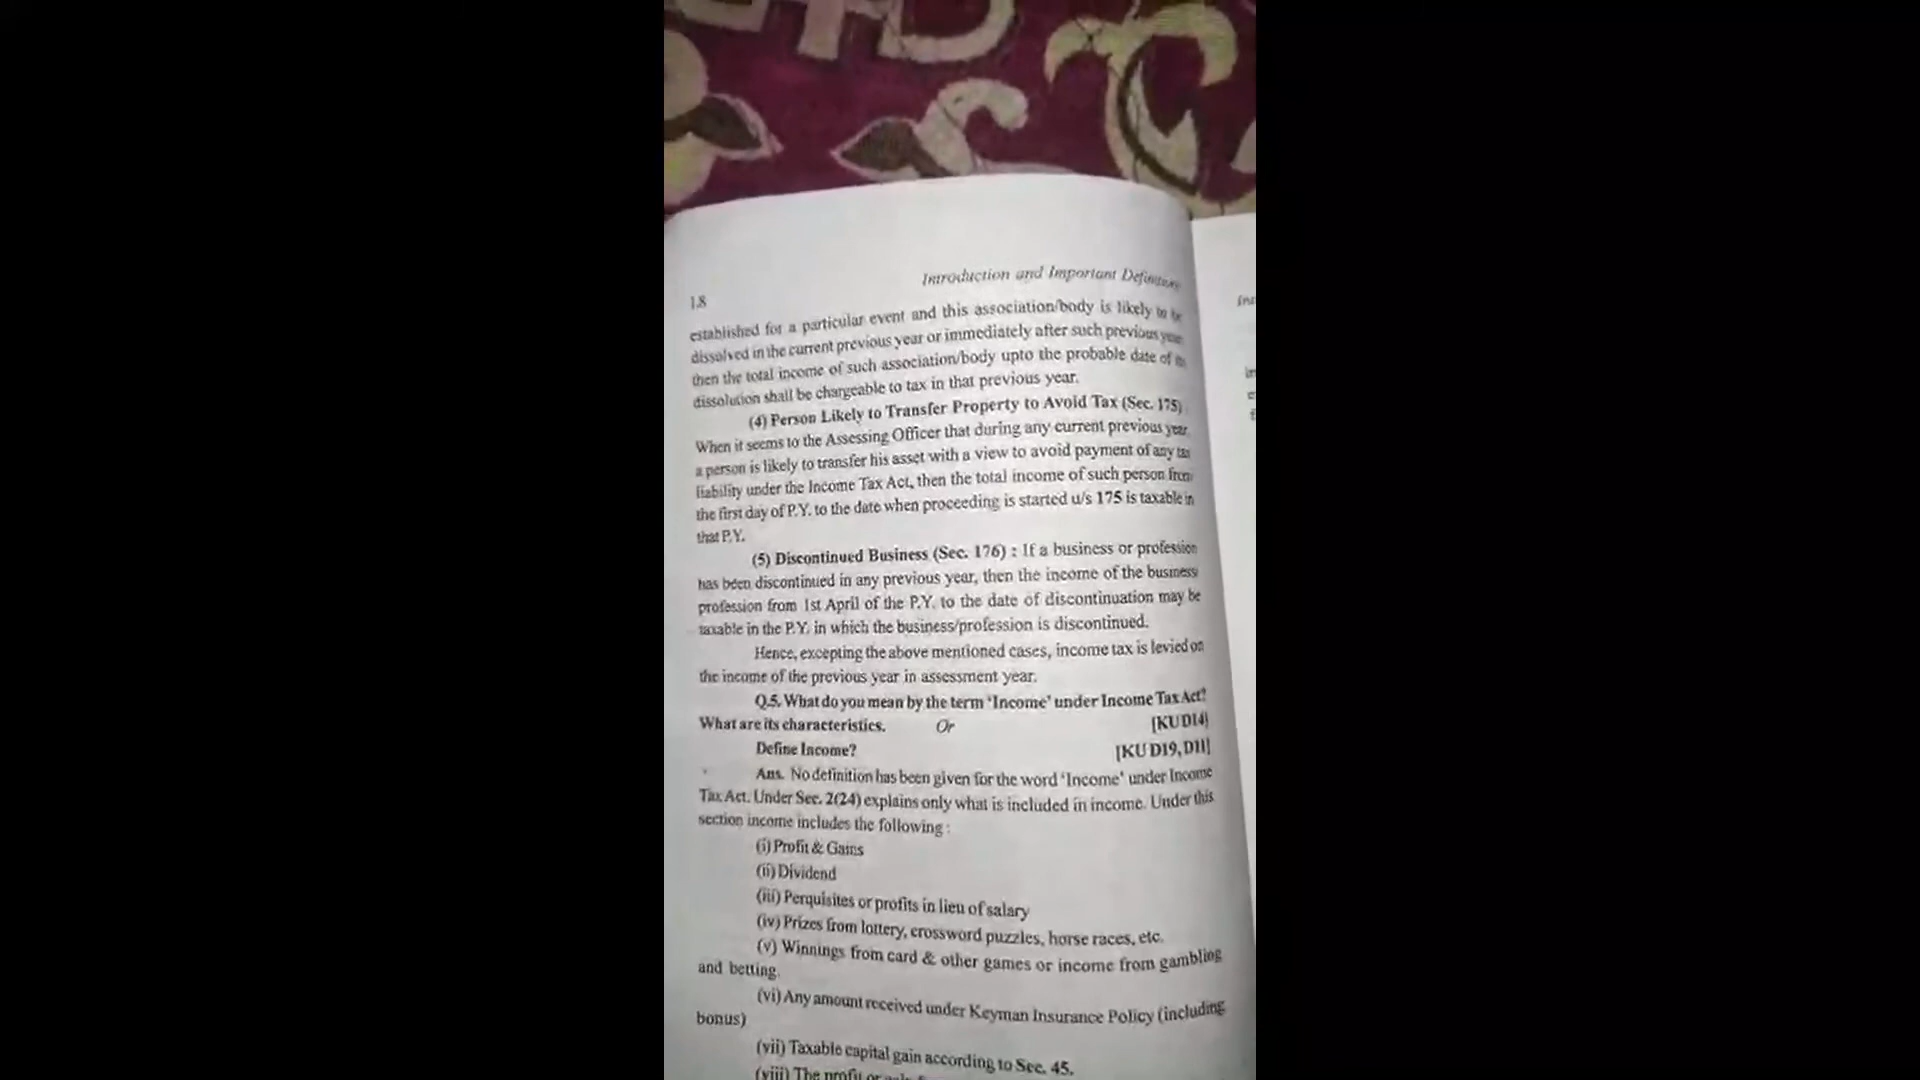 1.8
Introduction and Important Definitions
established for a particular event and this association/body is likely to be
dissolved in the current previous year or immediately after such previous year
then the total income of such association/body upto the probable date of its
dissolution shall be chargeable to tax in that previous year.
(4) Person Likely to Transfer Property to Avoid Tax (Sec. 175)
When it seems to the Assessing Officer that during any current previous year
a person is likely to transfer his asset with a view to avoid payment of any tax
liability under the Income Tax Act, then the total income of such person from
the first day of P.Y. to the date when proceeding is started u/s 175 is taxable in
that P.Y.
(5) Discontinued Business (Sec. 176) : If a business or profession
has been discontinued in any previous year, then the income of the business
profession from 1st April of the P.Y. to the date of discontinuation may be
taxable in the P.Y. in which the business/profession is discontinued.
Hence, excepting the above mentioned cases, income tax is levied on
the income of the previous year in assessment year.
Q.5. What do you mean by the term 'Income' under Income Tax Act?
What are its characteristics. Or [KU D14]
Define Income? [KU D19, D11]
Ans. No definition has been given for the word 'Income' under Income
Tax Act. Under Sec. 2(24) explains only what is included in income. Under this
section income includes the following :
(i) Profit & Gains
(ii) Dividend
(iii) Perquisites or profits in lieu of salary
(iv) Prizes from lottery, crossword puzzles, horse races, etc.
(v) Winnings from card & other games or income from gambling
and betting.
(vi) Any amount received under Keyman Insurance Policy (including
bonus)
(vii) Taxable capital gain according to Sec. 45.
(viii) The profit or